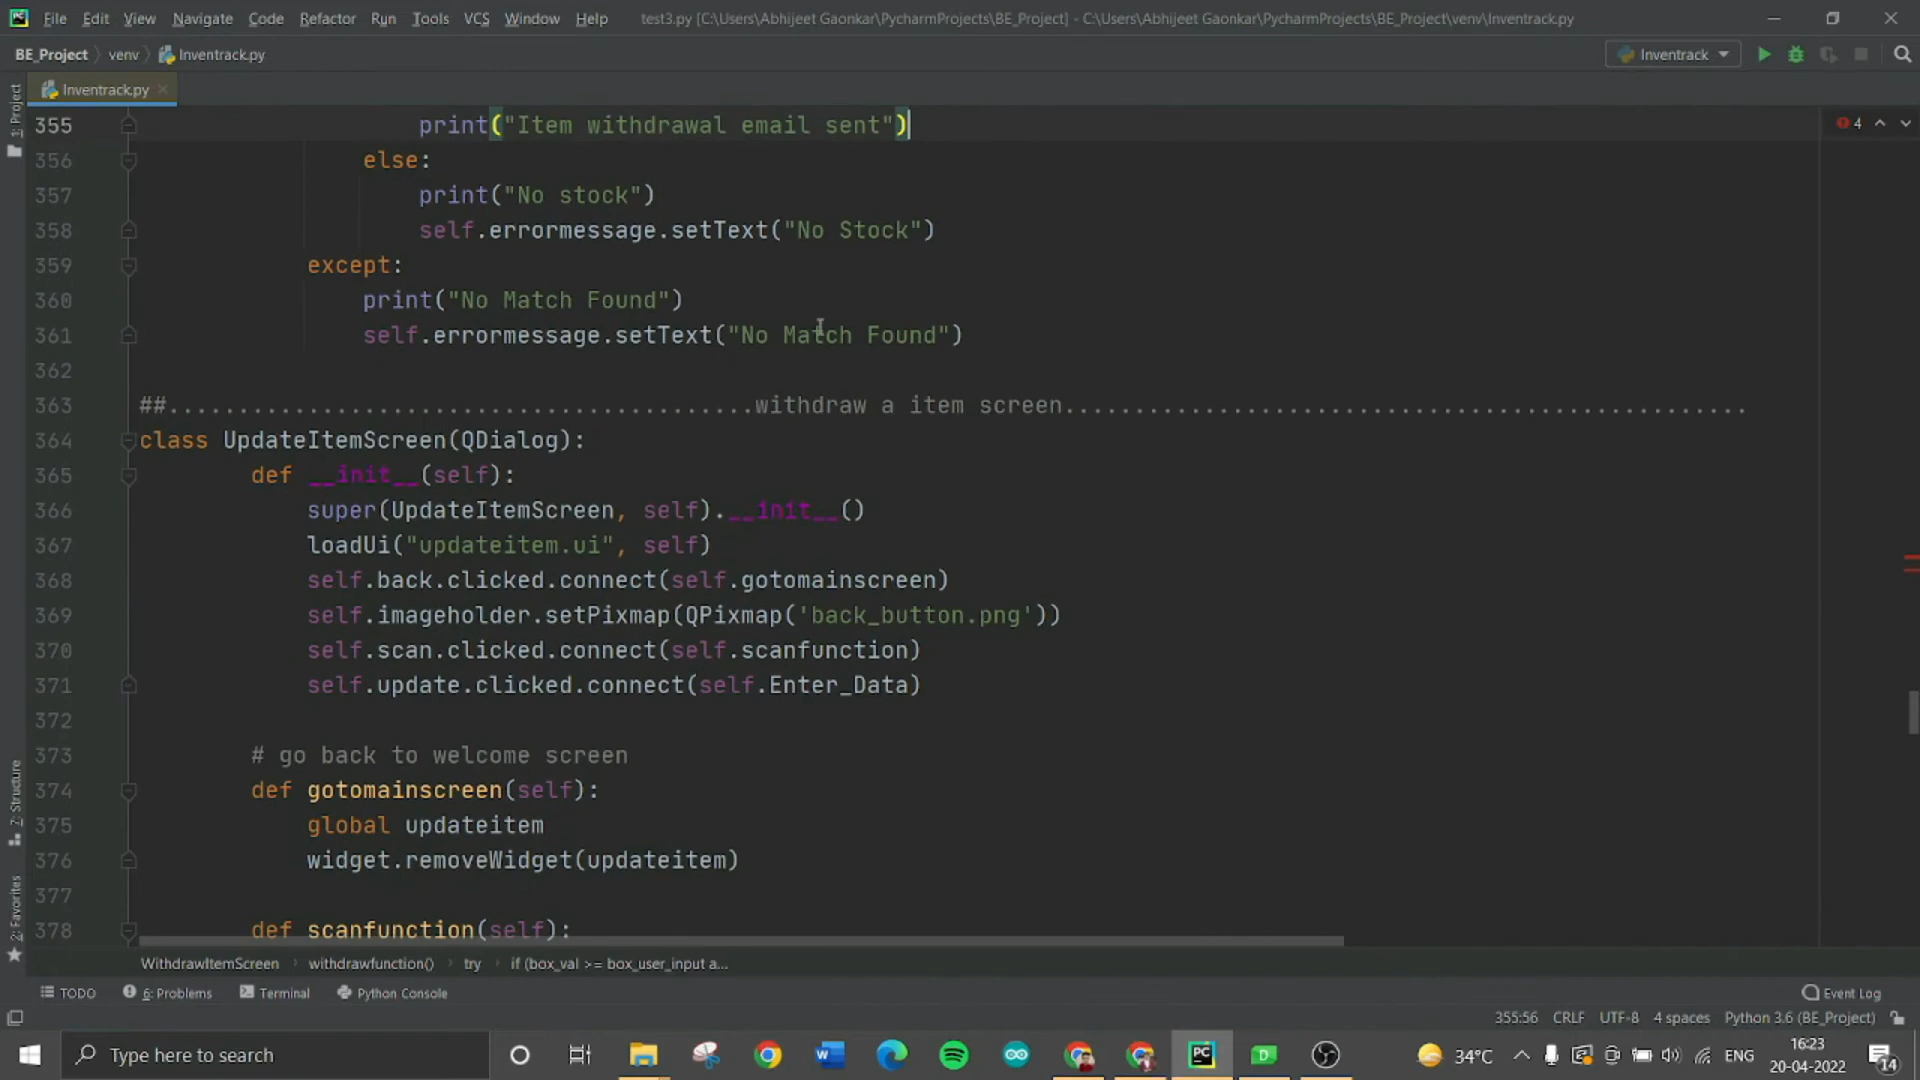 File Edit View Navigate Code Refactor Run Tools VCS Window Help test3.py [C:\Users\Abhijeet Gaonkar\PycharmProjects\BE_Project] - C:\Users\Abhijeet Gaonkar\PycharmProjects\BE_Project\venv\Inventrack.py
BE_Project venv Inventrack.py Inventrack
Inventrack.py
1: Project
355 print("Item withdrawal email sent") 4
356 else:
357 print("No stock")
358 self.errormessage.setText("No Stock")
359 except:
360 print("No Match Found")
361 self.errormessage.setText("No Match Found")
362
363 ##..........................................withdraw a item screen.................................................
364 class UpdateItemScreen(QDialog):
365 def __init__(self):
366 super(UpdateItemScreen, self).__init__()
367 loadUi("updateitem.ui", self)
368 self.back.clicked.connect(self.gotomainscreen)
369 self.imageholder.setPixmap(QPixmap('back_button.png'))
370 self.scan.clicked.connect(self.scanfunction)
371 self.update.clicked.connect(self.Enter_Data)
372
373 # go back to welcome screen
374 def gotomainscreen(self):
375 global updateitem
376 widget.removeWidget(updateitem)
377
378 def scanfunction(self):
7: Structure
2: Favorites
WithdrawItemScreen withdrawfunction() try if (box_val >= box_user_input a...
TODO 6: Problems Terminal Python Console Event Log
355:56 CRLF UTF-8 4 spaces Python 3.6 (BE_Project)
Type here to search 34°C ENG 16:23
20-04-2022 14